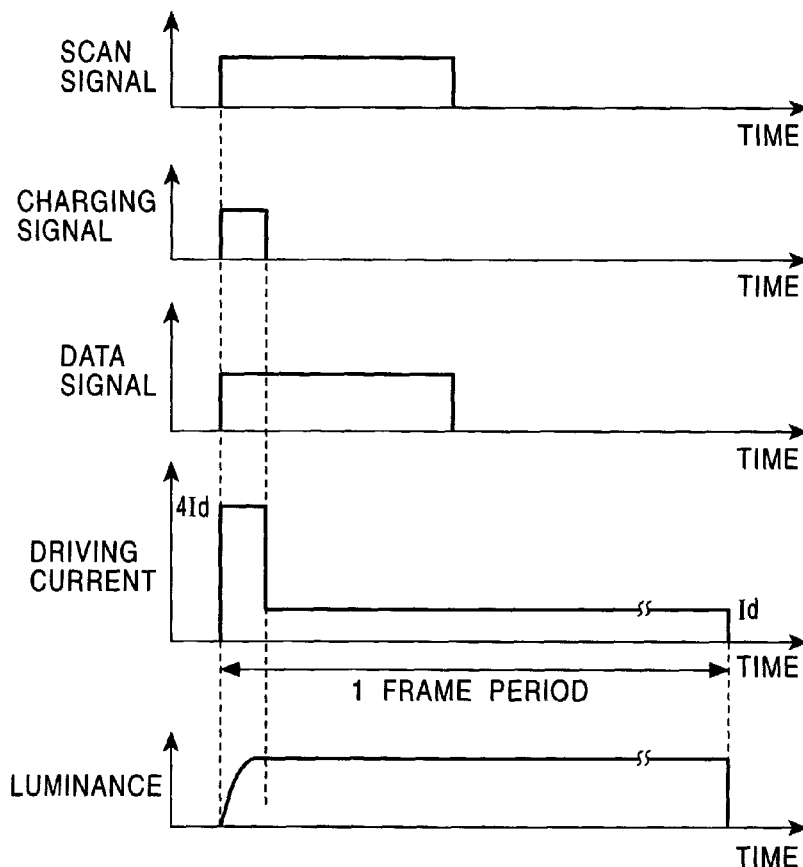 SCAN
SIGNAL
TIME
CHARGING
SIGNAL
TIME
DATA
SIGNAL
TIME
4Id
DRIVING
CURRENT
Id
TIME
1 FRAME PERIOD
LUMINANCE
TIME